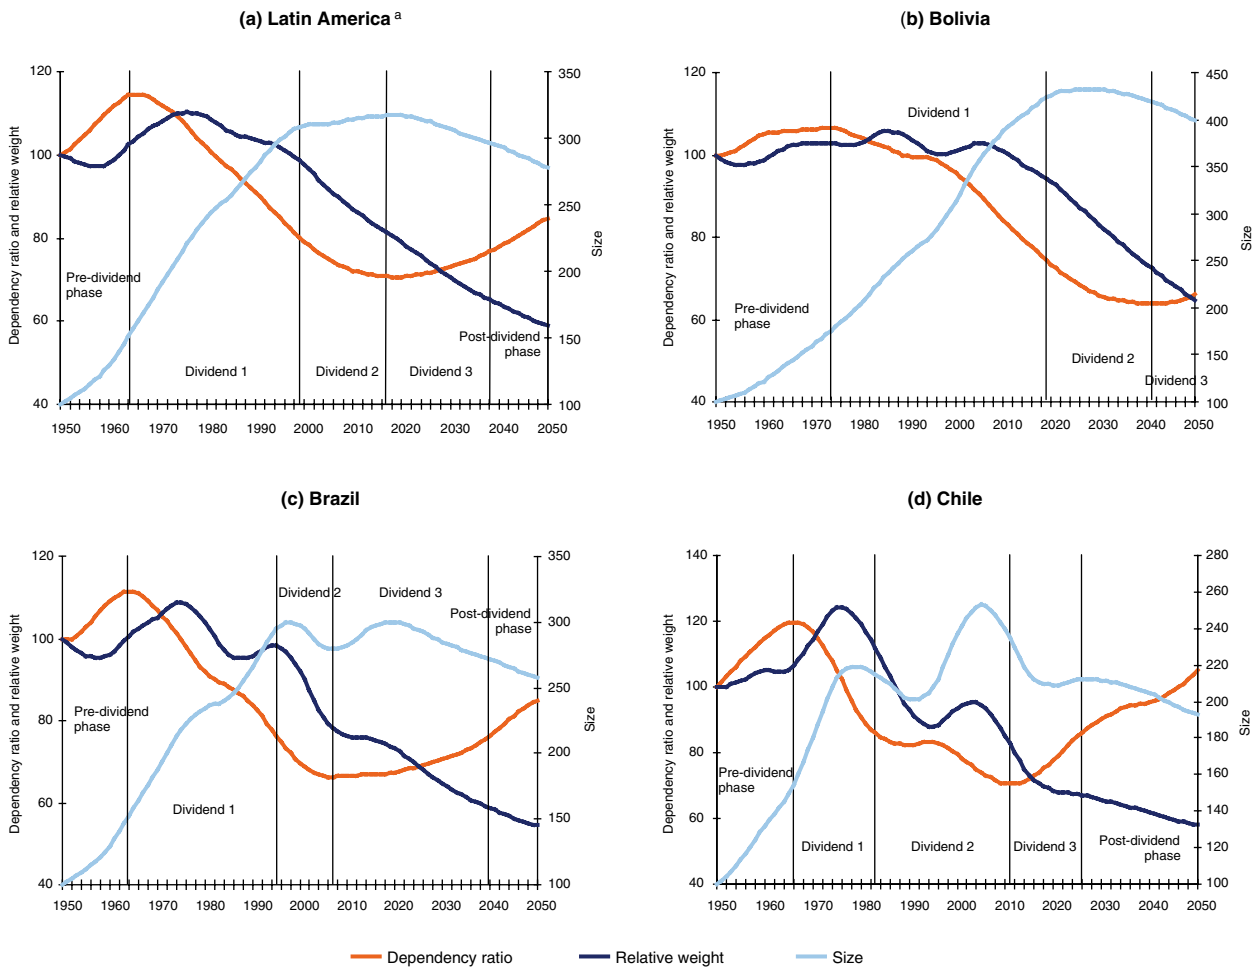 (a) Latin America a
120
100
80
60
40
Dependency ratio and relative weight
350
300
250
200
150
100
Size
Pre-dividend
phase
Dividend 1
Dividend 2
Dividend 3
Post-dividend
phase
1950 1960 1970 1980 1990 2000 2010 2020 2030 2040 2050
(b) Bolivia
120
100
80
60
40
Dependency ratio and relative weight
450
400
350
300
250
200
150
100
Size
Dividend 1
Pre-dividend
phase
Dividend 2
Dividend 3
1950 1960 1970 1980 1990 2000 2010 2020 2030 2040 2050
(c) Brazil
120
100
80
60
40
Dependency ratio and relative weight
350
300
250
200
150
100
Size
Dividend 2
Dividend 3
Post-dividend
phase
Pre-dividend
phase
Dividend 1
1950 1960 1970 1980 1990 2000 2010 2020 2030 2040 2050
(d) Chile
140
120
100
80
60
40
Dependency ratio and relative weight
280
260
240
220
200
180
160
140
120
100
Size
Pre-dividend
phase
Dividend 1
Dividend 2
Dividend 3
Post-dividend
phase
1950 1960 1970 1980 1990 2000 2010 2020 2030 2040 2050
Dependency ratio
Relative weight
Size